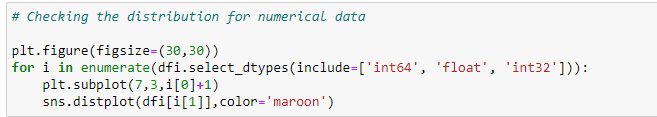 # Checking the distribution for numerical data
plt.figure(figsize=(30,30))
for i in enumerate(dfi.select_dtypes(include=['int64', 'float', 'int32'])):
    plt.subplot(7,3,i[0]+1)
    sns.distplot(dfi[i[1]],color='maroon')